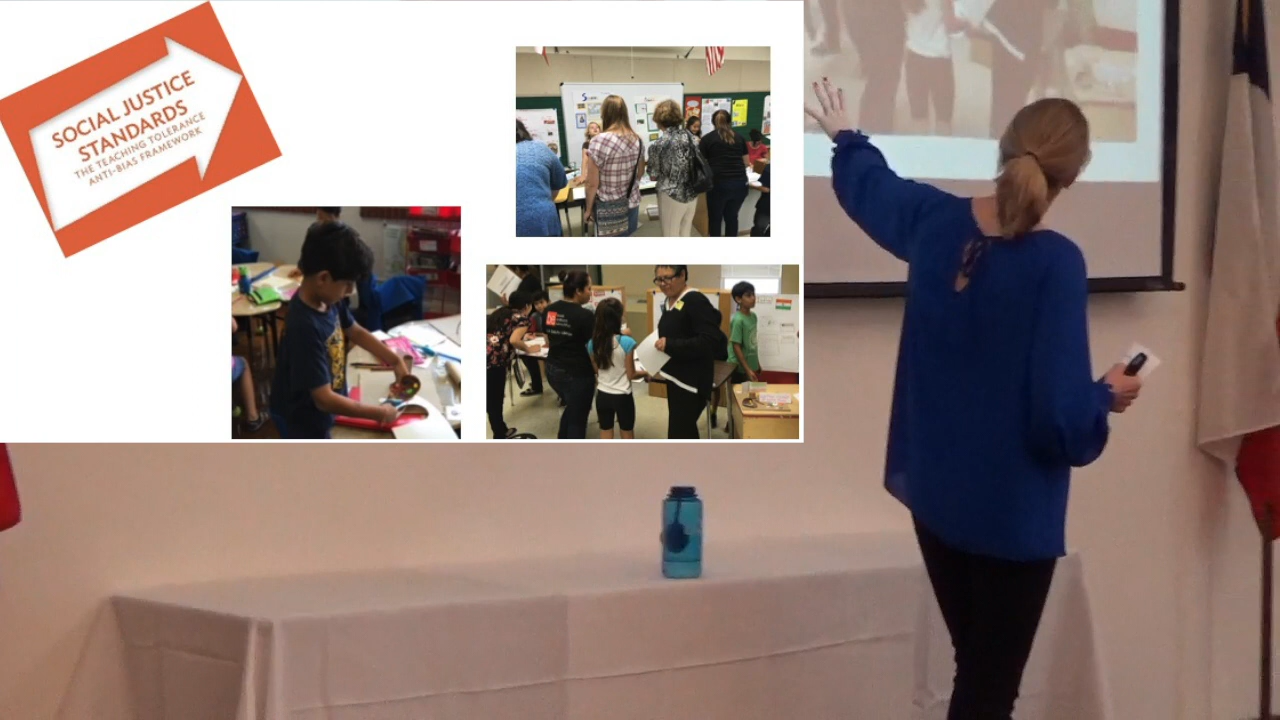 SOCIAL JUSTICE
STANDARDS
THE TEACHING TOLERANCE
ANTI-BIAS FRAMEWORK